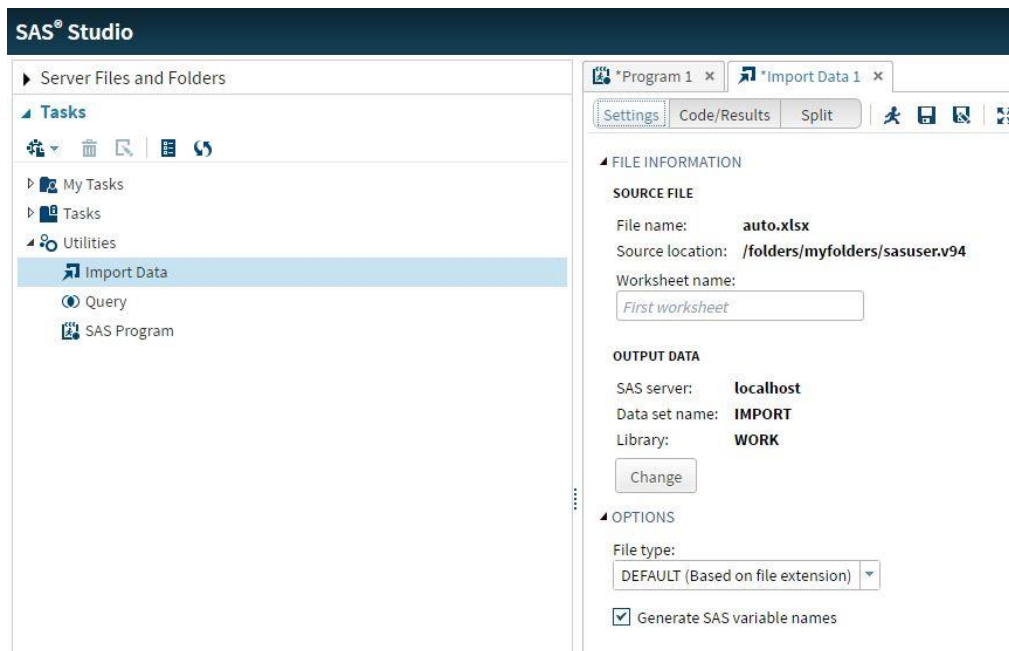 SAS® Studio
Server Files and Folders
Tasks
My Tasks
Tasks
Utilities
Import Data
Query
SAS Program
*Program 1 ×
*Import Data 1 ×
Settings Code/Results Split
FILE INFORMATION
SOURCE FILE
File name: auto.xlsx
Source location: /folders/myfolders/sasuser.v94
Worksheet name:
First worksheet
OUTPUT DATA
SAS server: localhost
Data set name: IMPORT
Library: WORK
Change
OPTIONS
File type:
DEFAULT (Based on file extension)
Generate SAS variable names